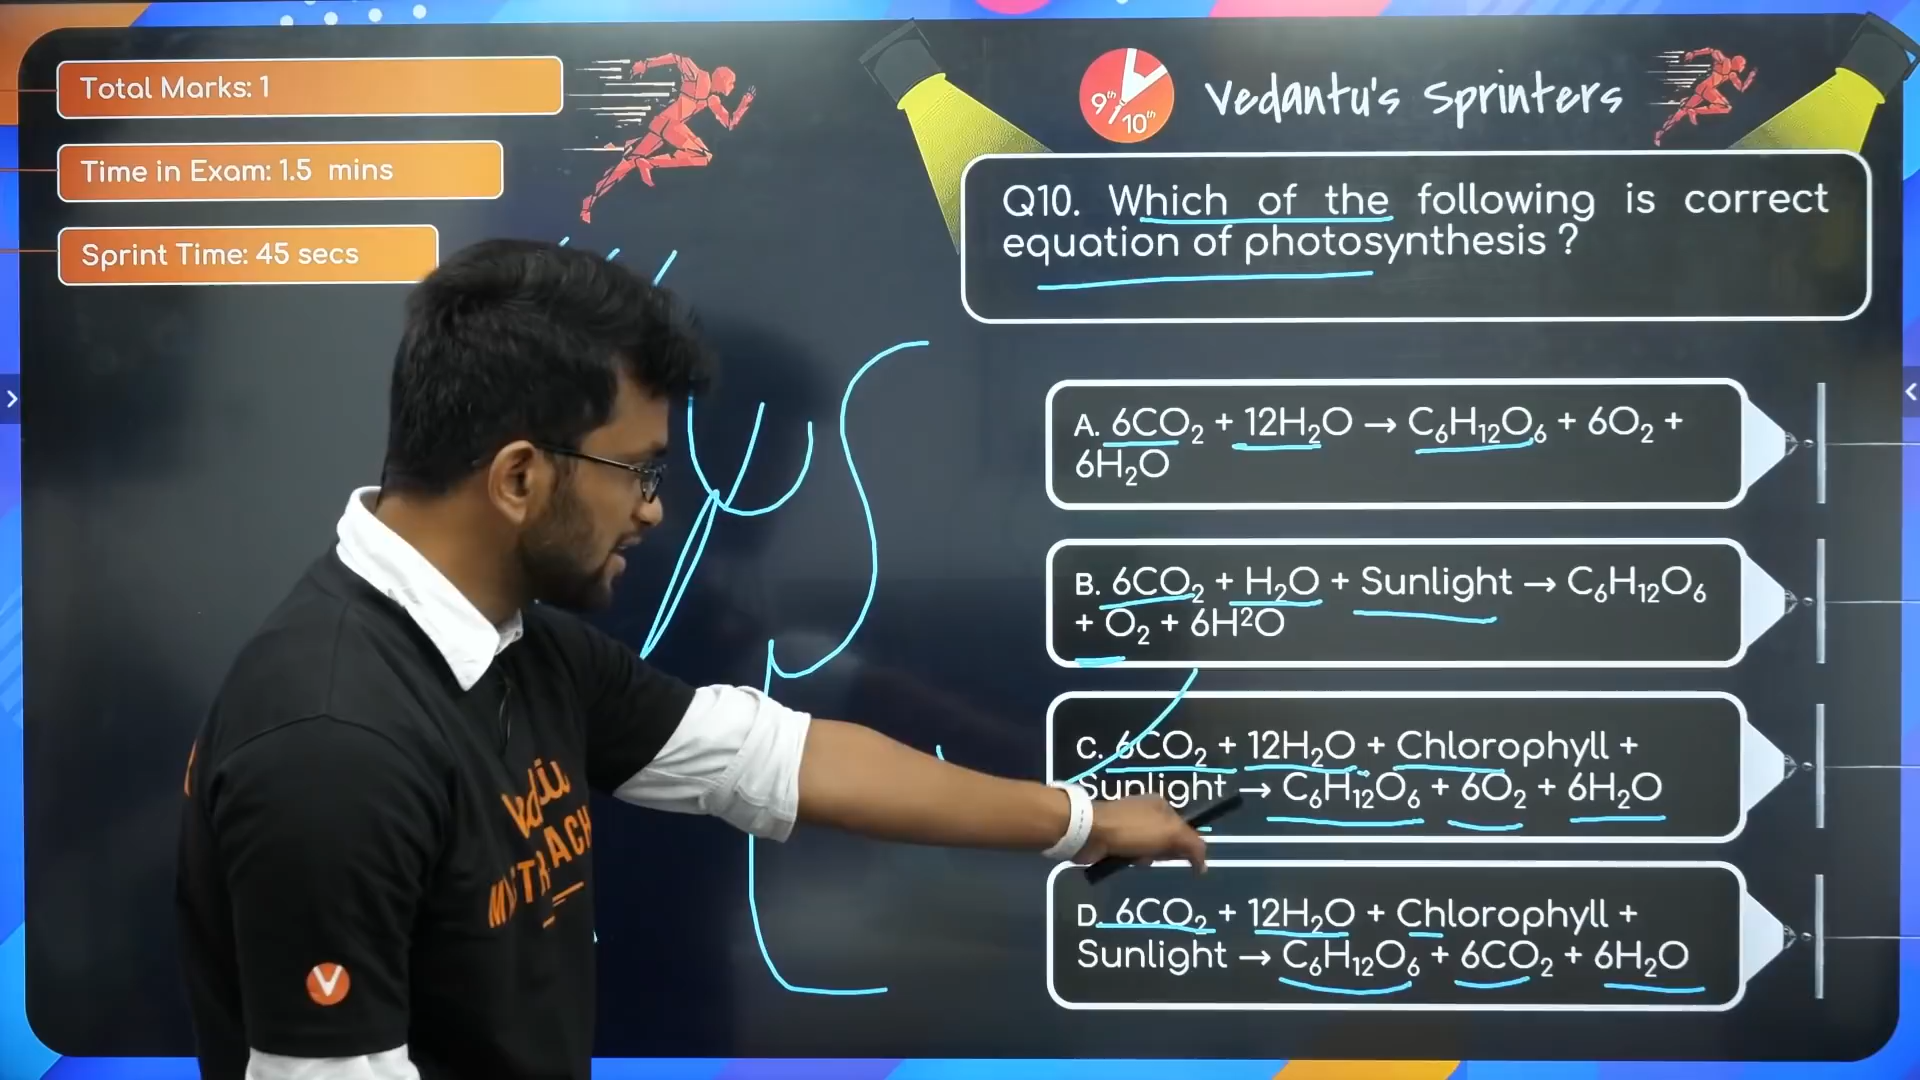 Total Marks: 1
Time in Exam: 1.5 mins
Sprint Time: 45 secs
9th
10th
Vedantu's Sprinters
Q10. Which of the following is correct
equation of photosynthesis ?
A. 6CO₂ + 12H₂O → C₆H₁₂O₆ + 6O₂ +
6H₂O
B. 6CO₂ + H₂O + Sunlight → C₆H₁₂O₆
+ O₂ + 6H²O
C. 6CO₂ + 12H₂O + Chlorophyll +
Sunlight → C₆H₁₂O₆ + 6O₂ + 6H₂O
D. 6CO₂ + 12H₂O + Chlorophyll +
Sunlight → C₆H₁₂O₆ + 6CO₂ + 6H₂O